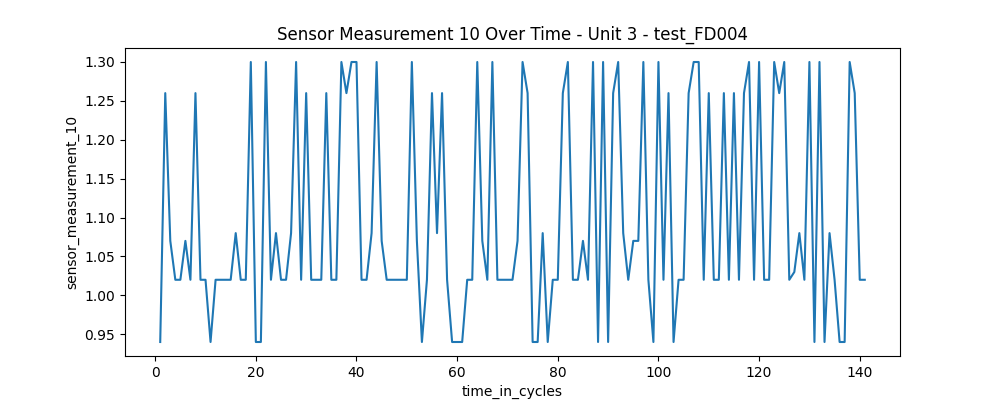 Sensor Measurement 10 Over Time - Unit 3 - test_FD004
sensor_measurement_10
1.30
1.25
1.20
1.15
1.10
1.05
1.00
0.95
0 20 40 60 80 100 120 140
time_in_cycles